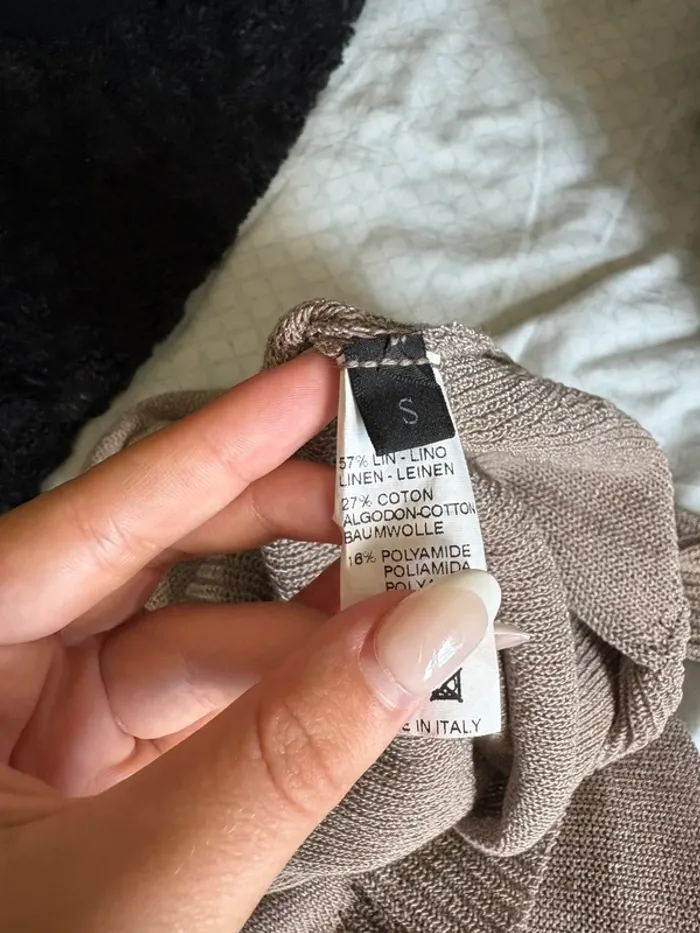 S
57% LIN - LINO
LINEN - LEINEN
27% COTON
ALGODON-COTTON
BAUMWOLLE
16% POLYAMIDE
POLIAMIDA
IN ITALY